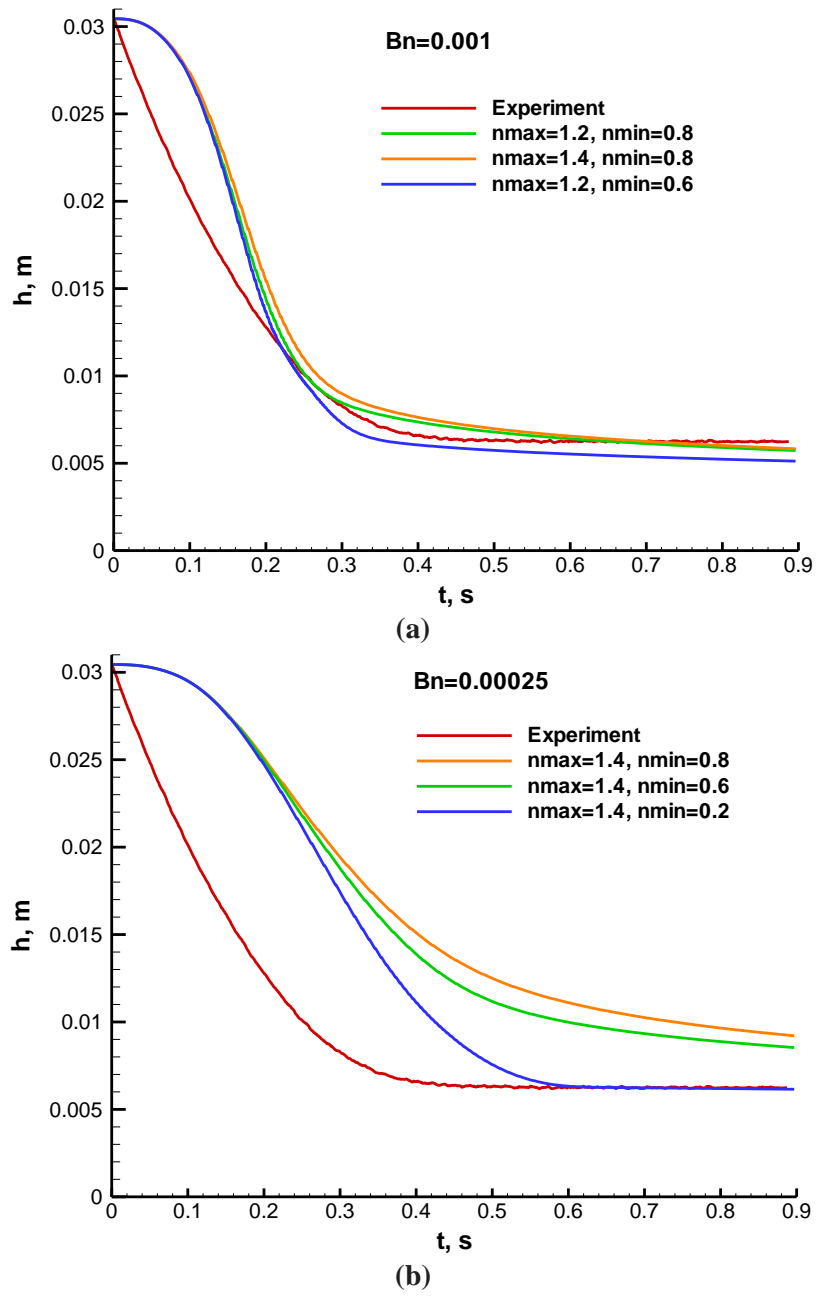 Bn=0.001
Experiment
nmax=1.2, nmin=0.8
nmax=1.4, nmin=0.8
nmax=1.2, nmin=0.6
h, m
0.03
0.025
0.02
0.015
0.01
0.005
0
0 0.1 0.2 0.3 0.4 0.5 0.6 0.7 0.8 0.9
t, s
(a)
Bn=0.00025
Experiment
nmax=1.4, nmin=0.8
nmax=1.4, nmin=0.6
nmax=1.4, nmin=0.2
h, m
0.03
0.025
0.02
0.015
0.01
0.005
0
0 0.1 0.2 0.3 0.4 0.5 0.6 0.7 0.8 0.9
t, s
(b)